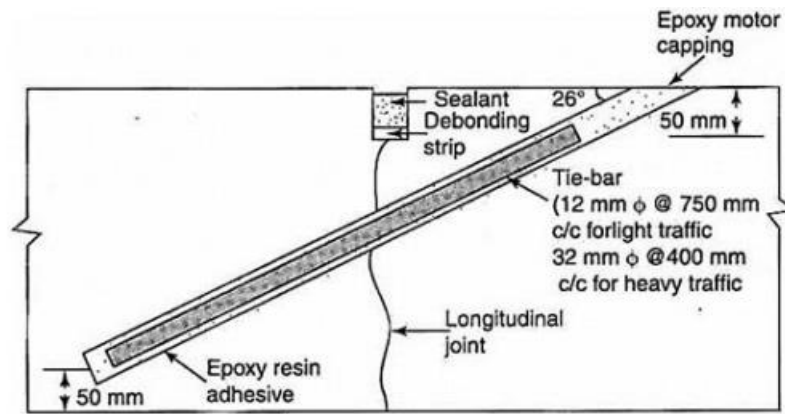 Epoxy motor
capping
Sealant
Debonding
strip
26°
50 mm
Tie-bar
(12 mm ϕ @ 750 mm
c/c forlight traffic
32 mm ϕ @400 mm
c/c for heavy traffic
Longitudinal
joint
Epoxy resin
adhesive
50 mm